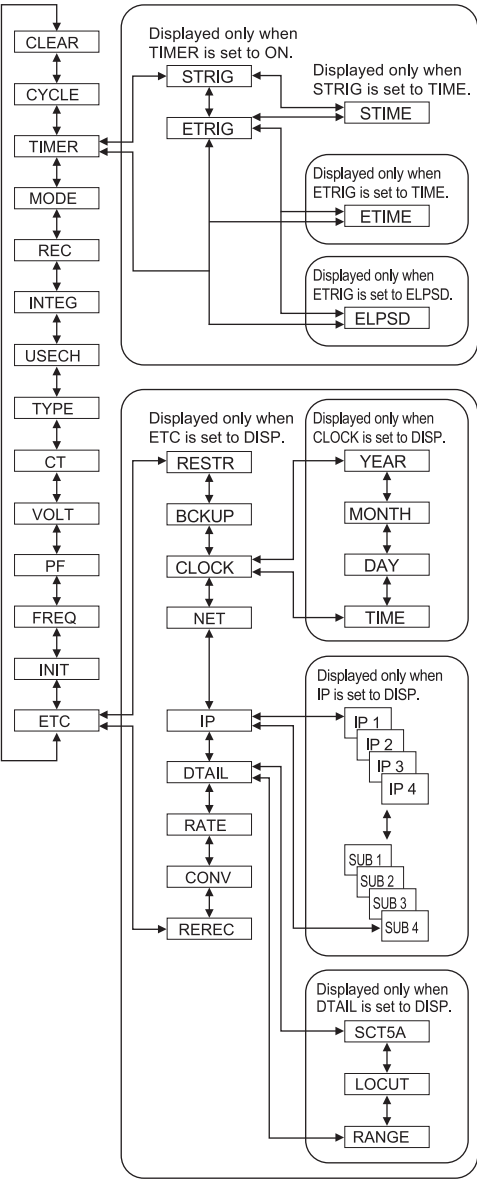 CLEAR
CYCLE
TIMER
MODE
REC
INTEG
USECH
TYPE
CT
VOLT
PF
FREQ
INIT
ETC
Displayed only when
TIMER is set to ON.
STRIG
ETRIG
Displayed only when
STRIG is set to TIME.
STIME
Displayed only when
ETRIG is set to TIME.
ETIME
Displayed only when
ETRIG is set to ELPSD.
ELPSD
Displayed only when
ETC is set to DISP.
RESTR
BCKUP
CLOCK
NET
IP
DTAIL
RATE
CONV
REREC
Displayed only when
CLOCK is set to DISP.
YEAR
MONTH
DAY
TIME
Displayed only when
IP is set to DISP.
IP 1
IP 2
IP 3
IP 4
SUB 1
SUB 2
SUB 3
SUB 4
Displayed only when
DTAIL is set to DISP.
SCT5A
LOCUT
RANGE